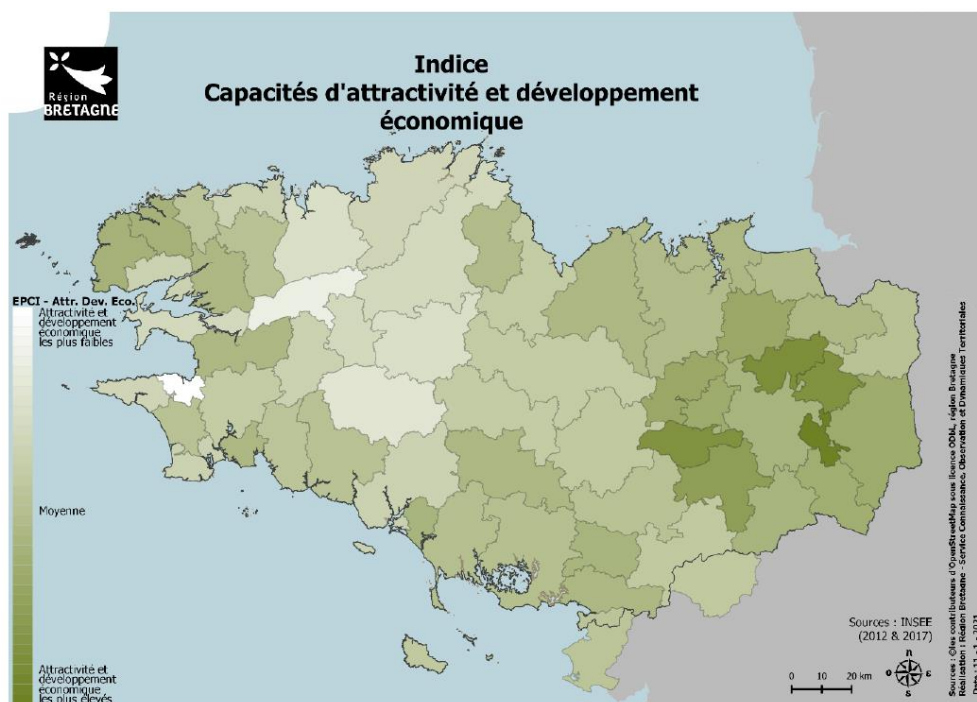 Région
BRETAGNE
Indice
Capacités d'attractivité et développement
économique
EPCI - Attr. Dev. Eco.
Attractivité et
développement
économique
les plus faibles
Moyenne
Attractivité et
développement
économique
les plus élevés
Sources : INSEE
(2012 & 2017)
0 10 20 km
n
o e
s
Sources : ©les contributeurs d'OpenStreetMap sous licence ODbL, région Bretagne
Réalisation : Région Bretagne - Service Connaissance, Observation et Dynamiques Territoriales